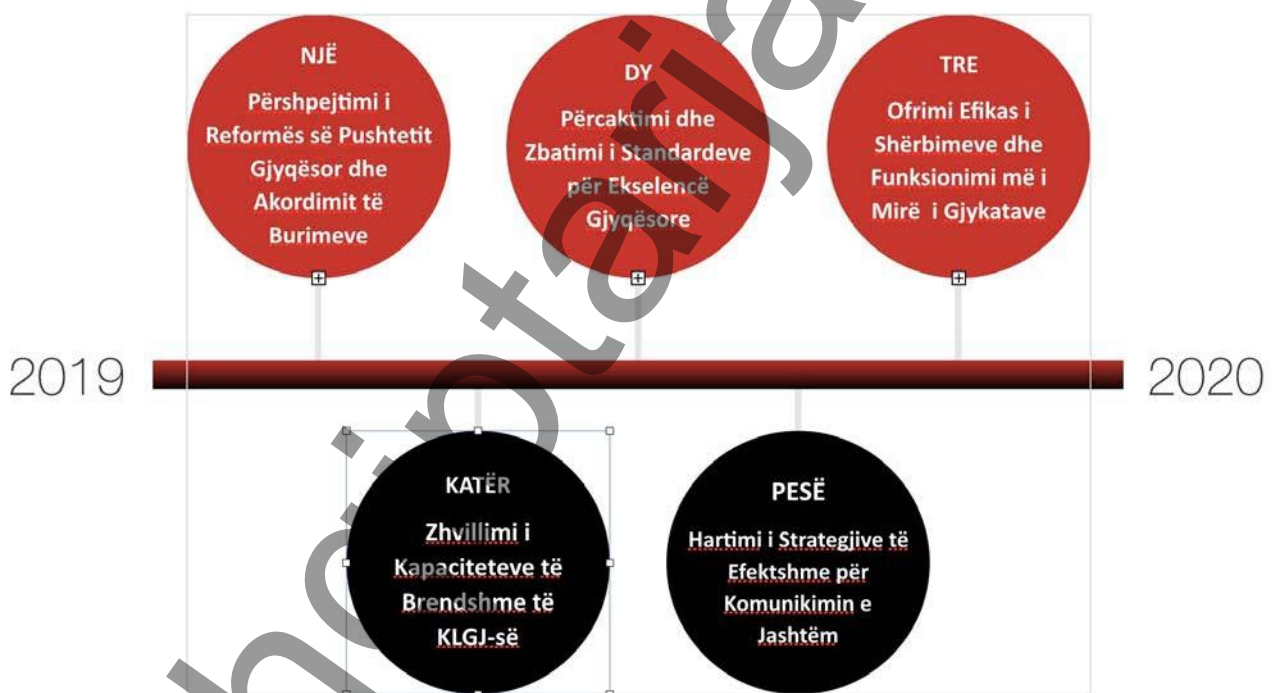 NJË
Përshpejtimi i
Reformës së Pushtetit
Gjyqësor dhe
Akordimit të
Burimeve
DY
Përcaktimi dhe
Zbatimi i Standardeve
për Ekselencë
Gjyqësore
TRE
Ofrimi Efikas i
Shërbimeve dhe
Funksionimi më i
Mirë i Gjykatave
2019
2020
KATËR
Zhvillimi i
Kapaciteteve të
Brendshme të
KLGJ-së
PESË
Hartimi i Strategjive të
Efektshme për
Komunikimin e
Jashtëm